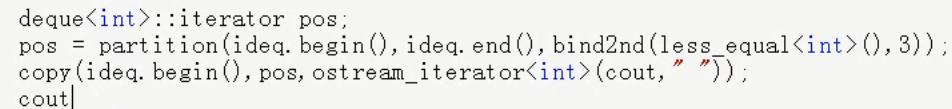 deque<int>::iterator pos;
pos = partition(ideq.begin(),ideq.end(),bind2nd(less_equal<int>(),3));
copy(ideq.begin(),pos,ostream_iterator<int>(cout," "));
cout